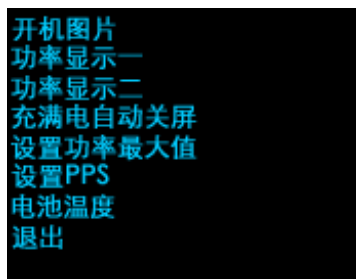 开机图片
功率显示一
功率显示二
充满电自动关屏
设置功率最大值
设置PPS
电池温度
退出